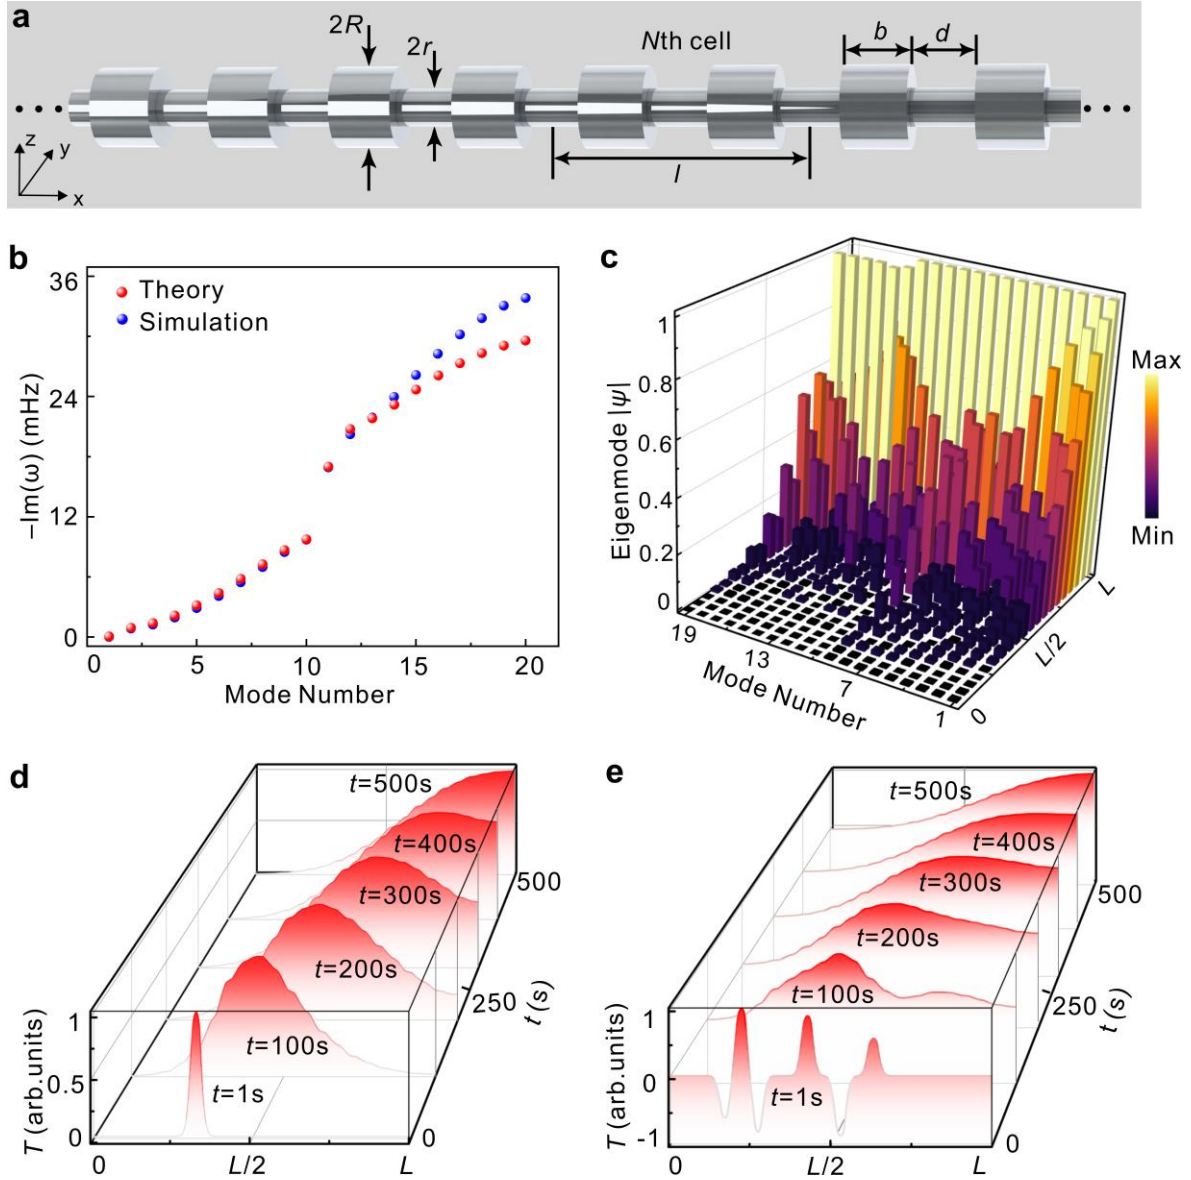 a
2R
2r
Nth cell
b
d
l
z
y
x
b
36
24
12
0
−Im(ω) (mHz)
Theory
Simulation
0
5
10
15
20
Mode Number
c
1
0.8
0.6
0.4
0.2
0
Eigenmode |ψ|
19
13
7
1
Mode Number
0
L/2
L
Max
Min
d
t=500s
t=400s
t=300s
t=200s
t=100s
t=1s
1
0.5
0
T (arb.units)
0
L/2
L
0
250
500
t (s)
e
t=500s
t=400s
t=300s
t=200s
t=100s
t=1s
1
0
-1
T (arb.units)
0
L/2
L
0
250
500
t (s)